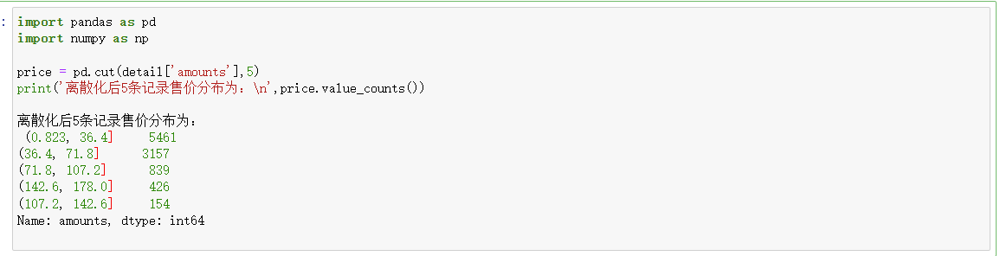 :
import pandas as pd
import numpy as np
price = pd.cut(detail['amounts'],5)
print('离散化后5条记录售价分布为：\n',price.value_counts())
离散化后5条记录售价分布为：
(0.823, 36.4]     5461
(36.4, 71.8]      3157
(71.8, 107.2]      839
(142.6, 178.0]     426
(107.2, 142.6]     154
Name: amounts, dtype: int64